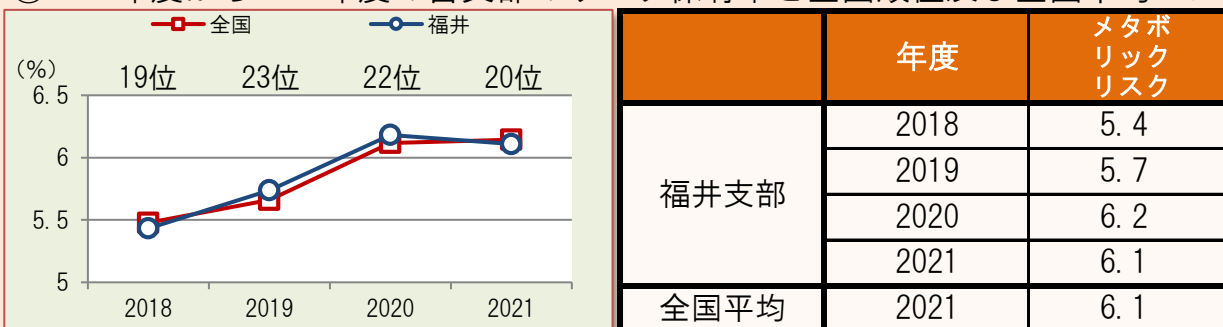 全国 福井
(%) 19位 23位 22位 20位
6.5
6
5.5
5
2018 2019 2020 2021
年度 メタボ
リック
リスク
福井支部 2018 5.4
2019 5.7
2020 6.2
2021 6.1
全国平均 2021 6.1